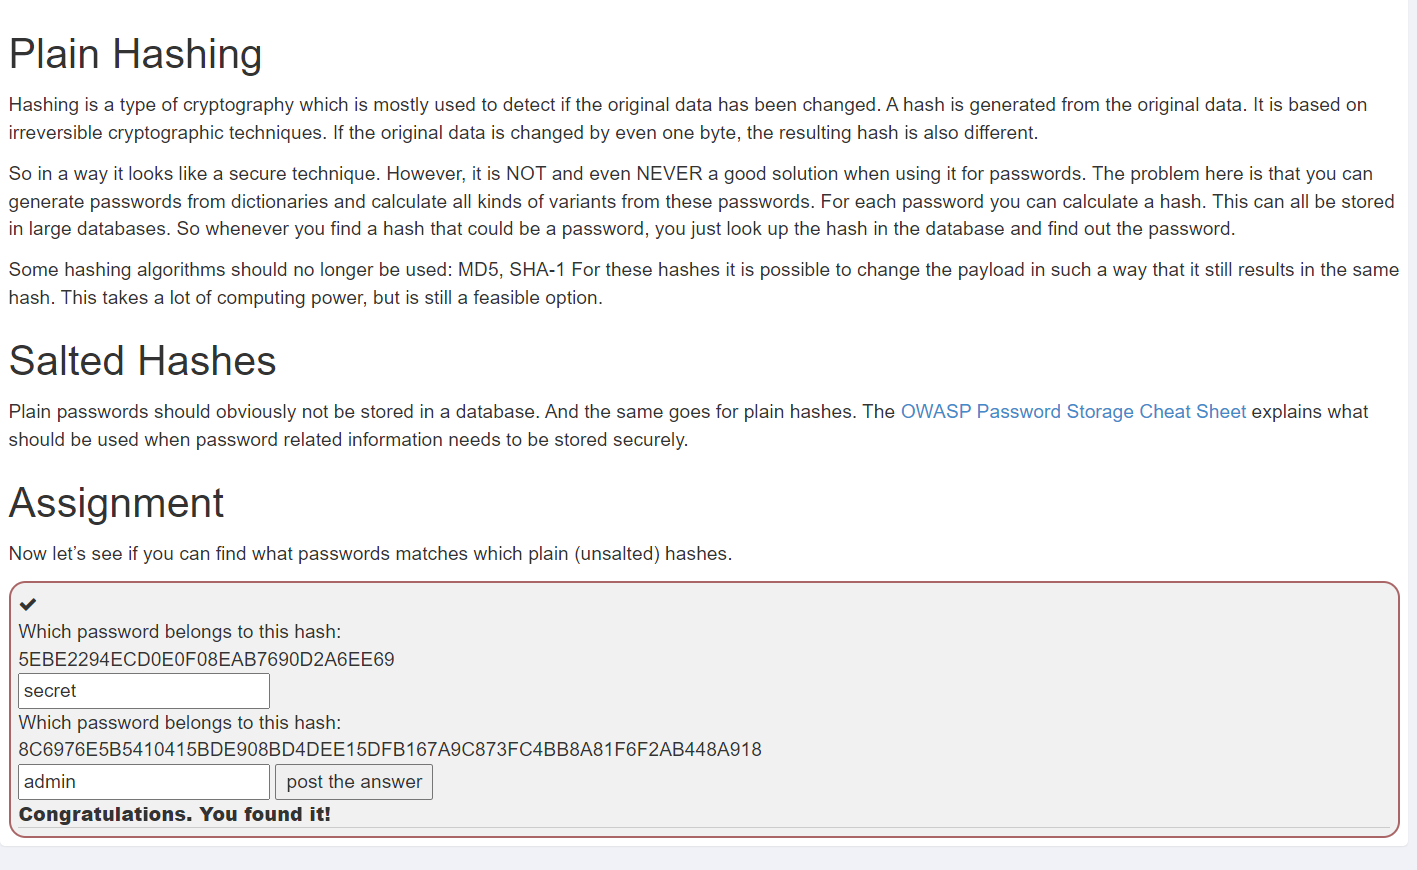 Plain Hashing
Hashing is a type of cryptography which is mostly used to detect if the original data has been changed. A hash is generated from the original data. It is based on
irreversible cryptographic techniques. If the original data is changed by even one byte, the resulting hash is also different.
So in a way it looks like a secure technique. However, it is NOT and even NEVER a good solution when using it for passwords. The problem here is that you can
generate passwords from dictionaries and calculate all kinds of variants from these passwords. For each password you can calculate a hash. This can all be stored
in large databases. So whenever you find a hash that could be a password, you just look up the hash in the database and find out the password.
Some hashing algorithms should no longer be used: MD5, SHA-1 For these hashes it is possible to change the payload in such a way that it still results in the same
hash. This takes a lot of computing power, but is still a feasible option.
Salted Hashes
Plain passwords should obviously not be stored in a database. And the same goes for plain hashes. The OWASP Password Storage Cheat Sheet explains what
should be used when password related information needs to be stored securely.
Assignment
Now let’s see if you can find what passwords matches which plain (unsalted) hashes.
Which password belongs to this hash:
5EBE2294ECD0E0F08EAB7690D2A6EE69
secret
Which password belongs to this hash:
8C6976E5B5410415BDE908BD4DEE15DFB167A9C873FC4BB8A81F6F2AB448A918
admin post the answer
Congratulations. You found it!